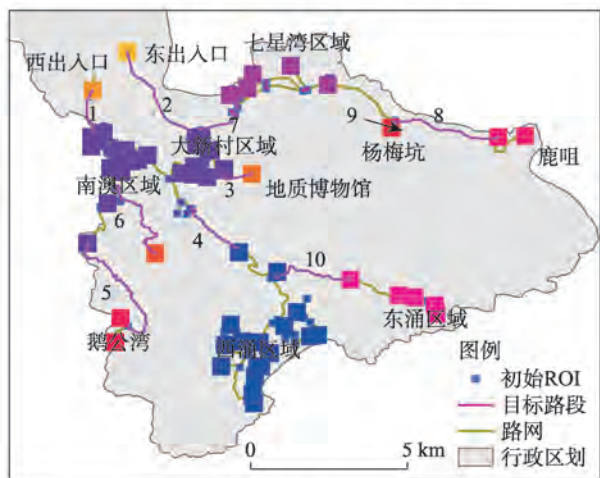 西出入口
东出入口
七星湾区域
1
2
7
9
8
杨梅坑
鹿咀
大新村区域
南澳区域
3
地质博物馆
6
4
5
10
鹅公湾
西涌区域
东涌区域
图例
初始ROI
目标路段
路网
行政区划
0
5 km